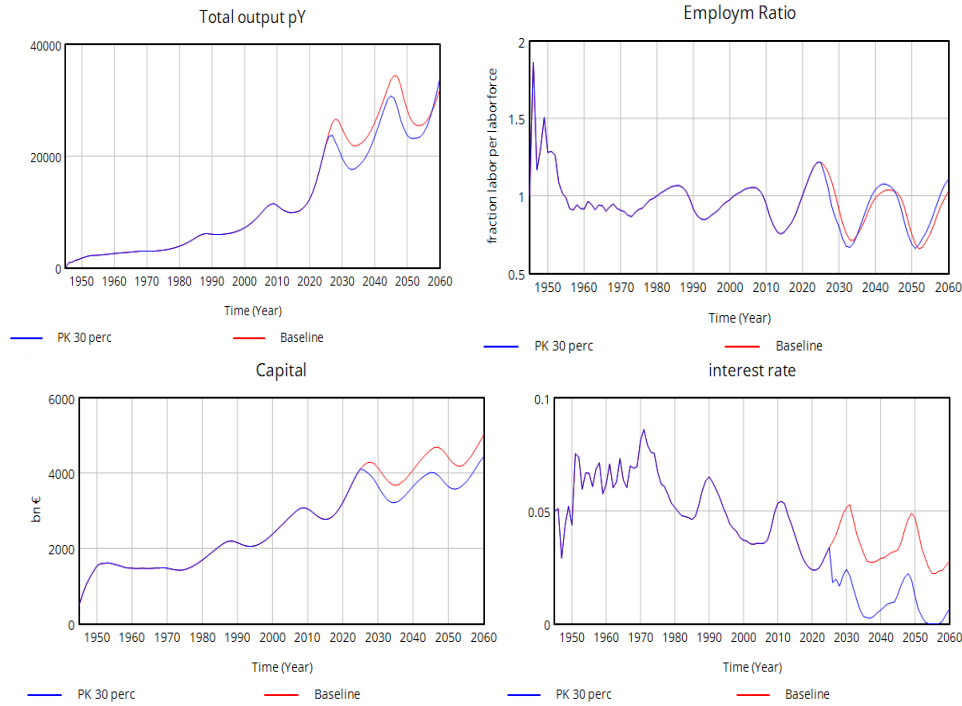 Total output pY
40000
20000
0
1950 1960 1970 1980 1990 2000 2010 2020 2030 2040 2050 2060
Time (Year)
PK 30 perc
Baseline
Employm Ratio
fraction labor per laborforce
2
1.5
1
0.5
1950 1960 1970 1980 1990 2000 2010 2020 2030 2040 2050 2060
Time (Year)
PK 30 perc
Baseline
Capital
bn €
6000
4000
2000
0
1950 1960 1970 1980 1990 2000 2010 2020 2030 2040 2050 2060
Time (Year)
PK 30 perc
Baseline
interest rate
0.1
0.05
0
1950 1960 1970 1980 1990 2000 2010 2020 2030 2040 2050 2060
Time (Year)
PK 30 perc
Baseline